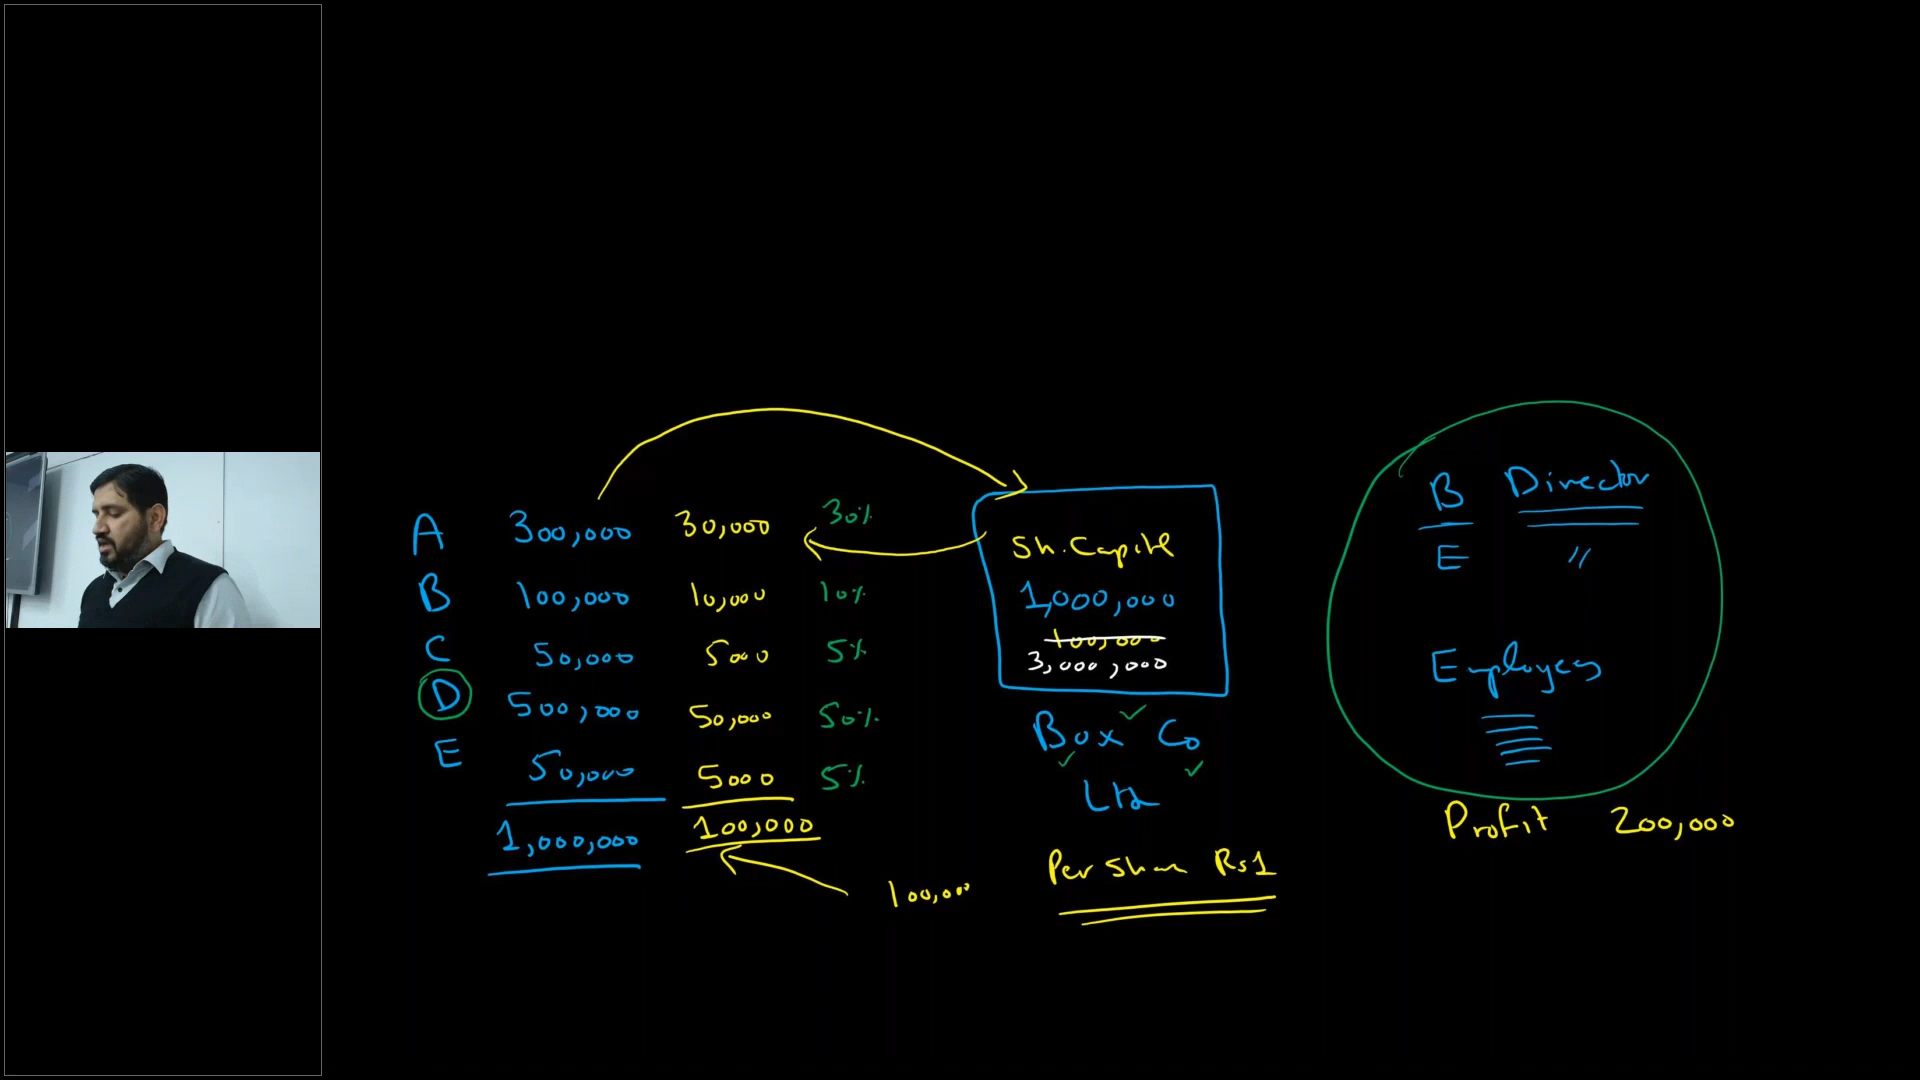 A 300,000 30,000 30%
B 100,000 10,000 10%
C 50,000 5000 5%
D 500,000 50,000 50%
E 50,000 5000 5%
1,000,000 100,000
100,000
Sh. Capital
1,000,000
100,000
3,000,000
Box Co
Ltd
Per Share Rs1
B Director
E "
Employees
Profit 200,000